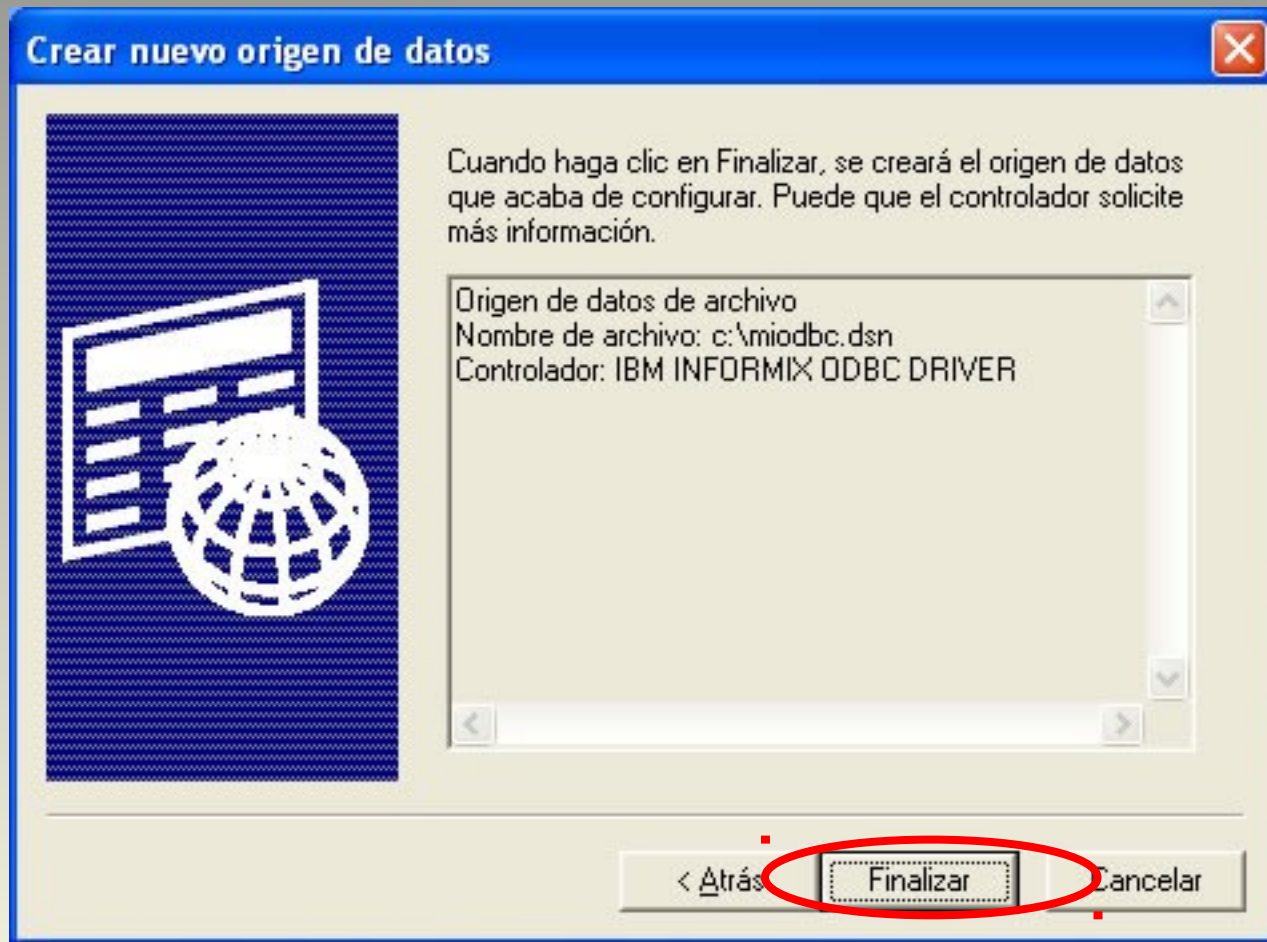 Crear nuevo origen de datos
Cuando haga clic en Finalizar, se creará el origen de datos
que acaba de configurar. Puede que el controlador solicite
más información.
Origen de datos de archivo
Nombre de archivo: c:\miodbc.dsn
Controlador: IBM INFORMIX ODBC DRIVER
< Atrás Finalizar Cancelar